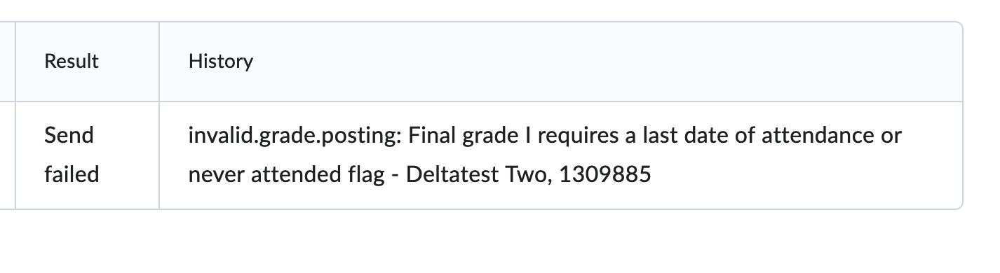 Result
History
Send
failed
invalid.grade.posting: Final grade I requires a last date of attendance or
never attended flag - Deltatest Two, 1309885